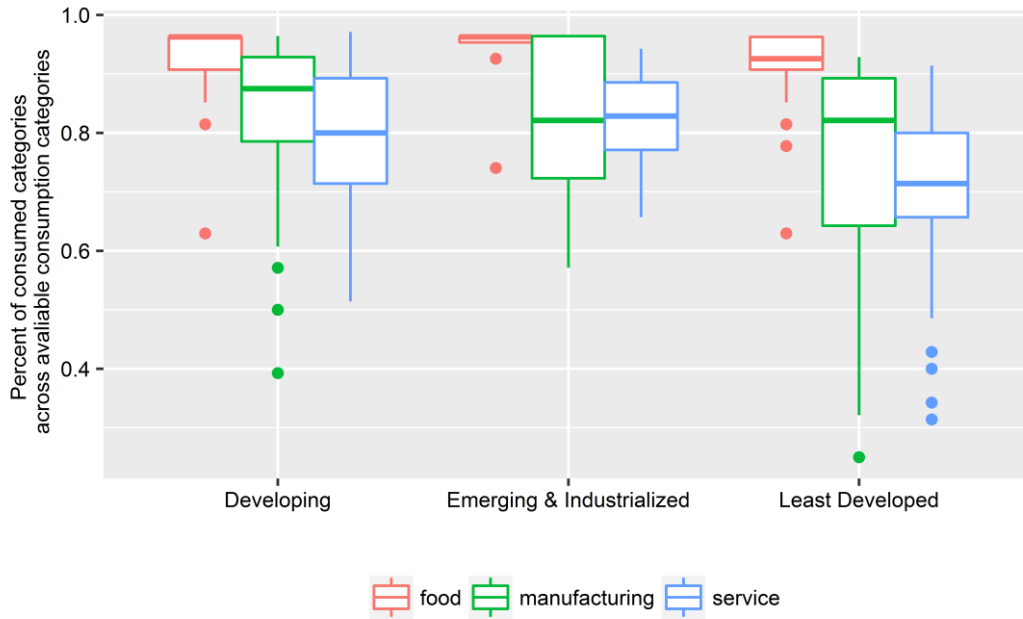 Percent of consumed categories
across avaliable consumption categories
1.0
0.8
0.6
0.4
Developing
Emerging & Industrialized
Least Developed
food
manufacturing
service